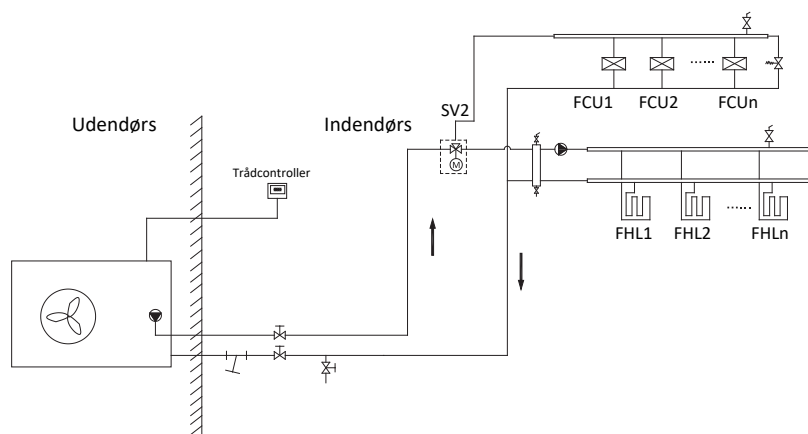 FCU1 FCU2 ...... FCUn
SV2
Udendørs Indendørs
M
Trådcontroller
FHL1 FHL2 ...... FHLn